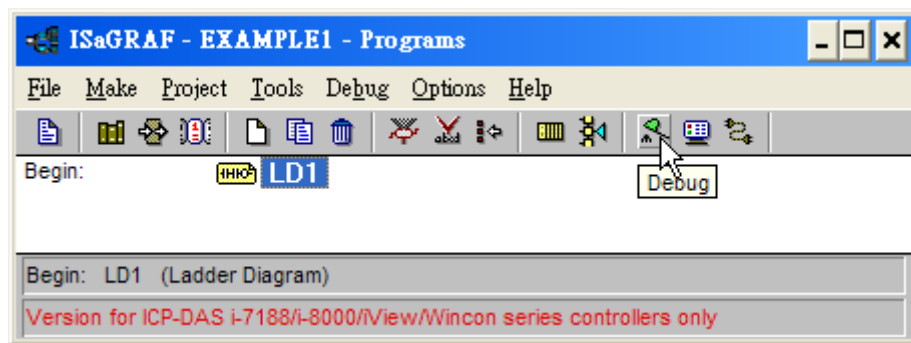 ISaGRAF - EXAMPLE1 - Programs
File Make Project Tools Debug Options Help
Begin: LD1
Debug
Begin: LD1 (Ladder Diagram)
Version for ICP-DAS i-7188/i-8000/iView/Wincon series controllers only